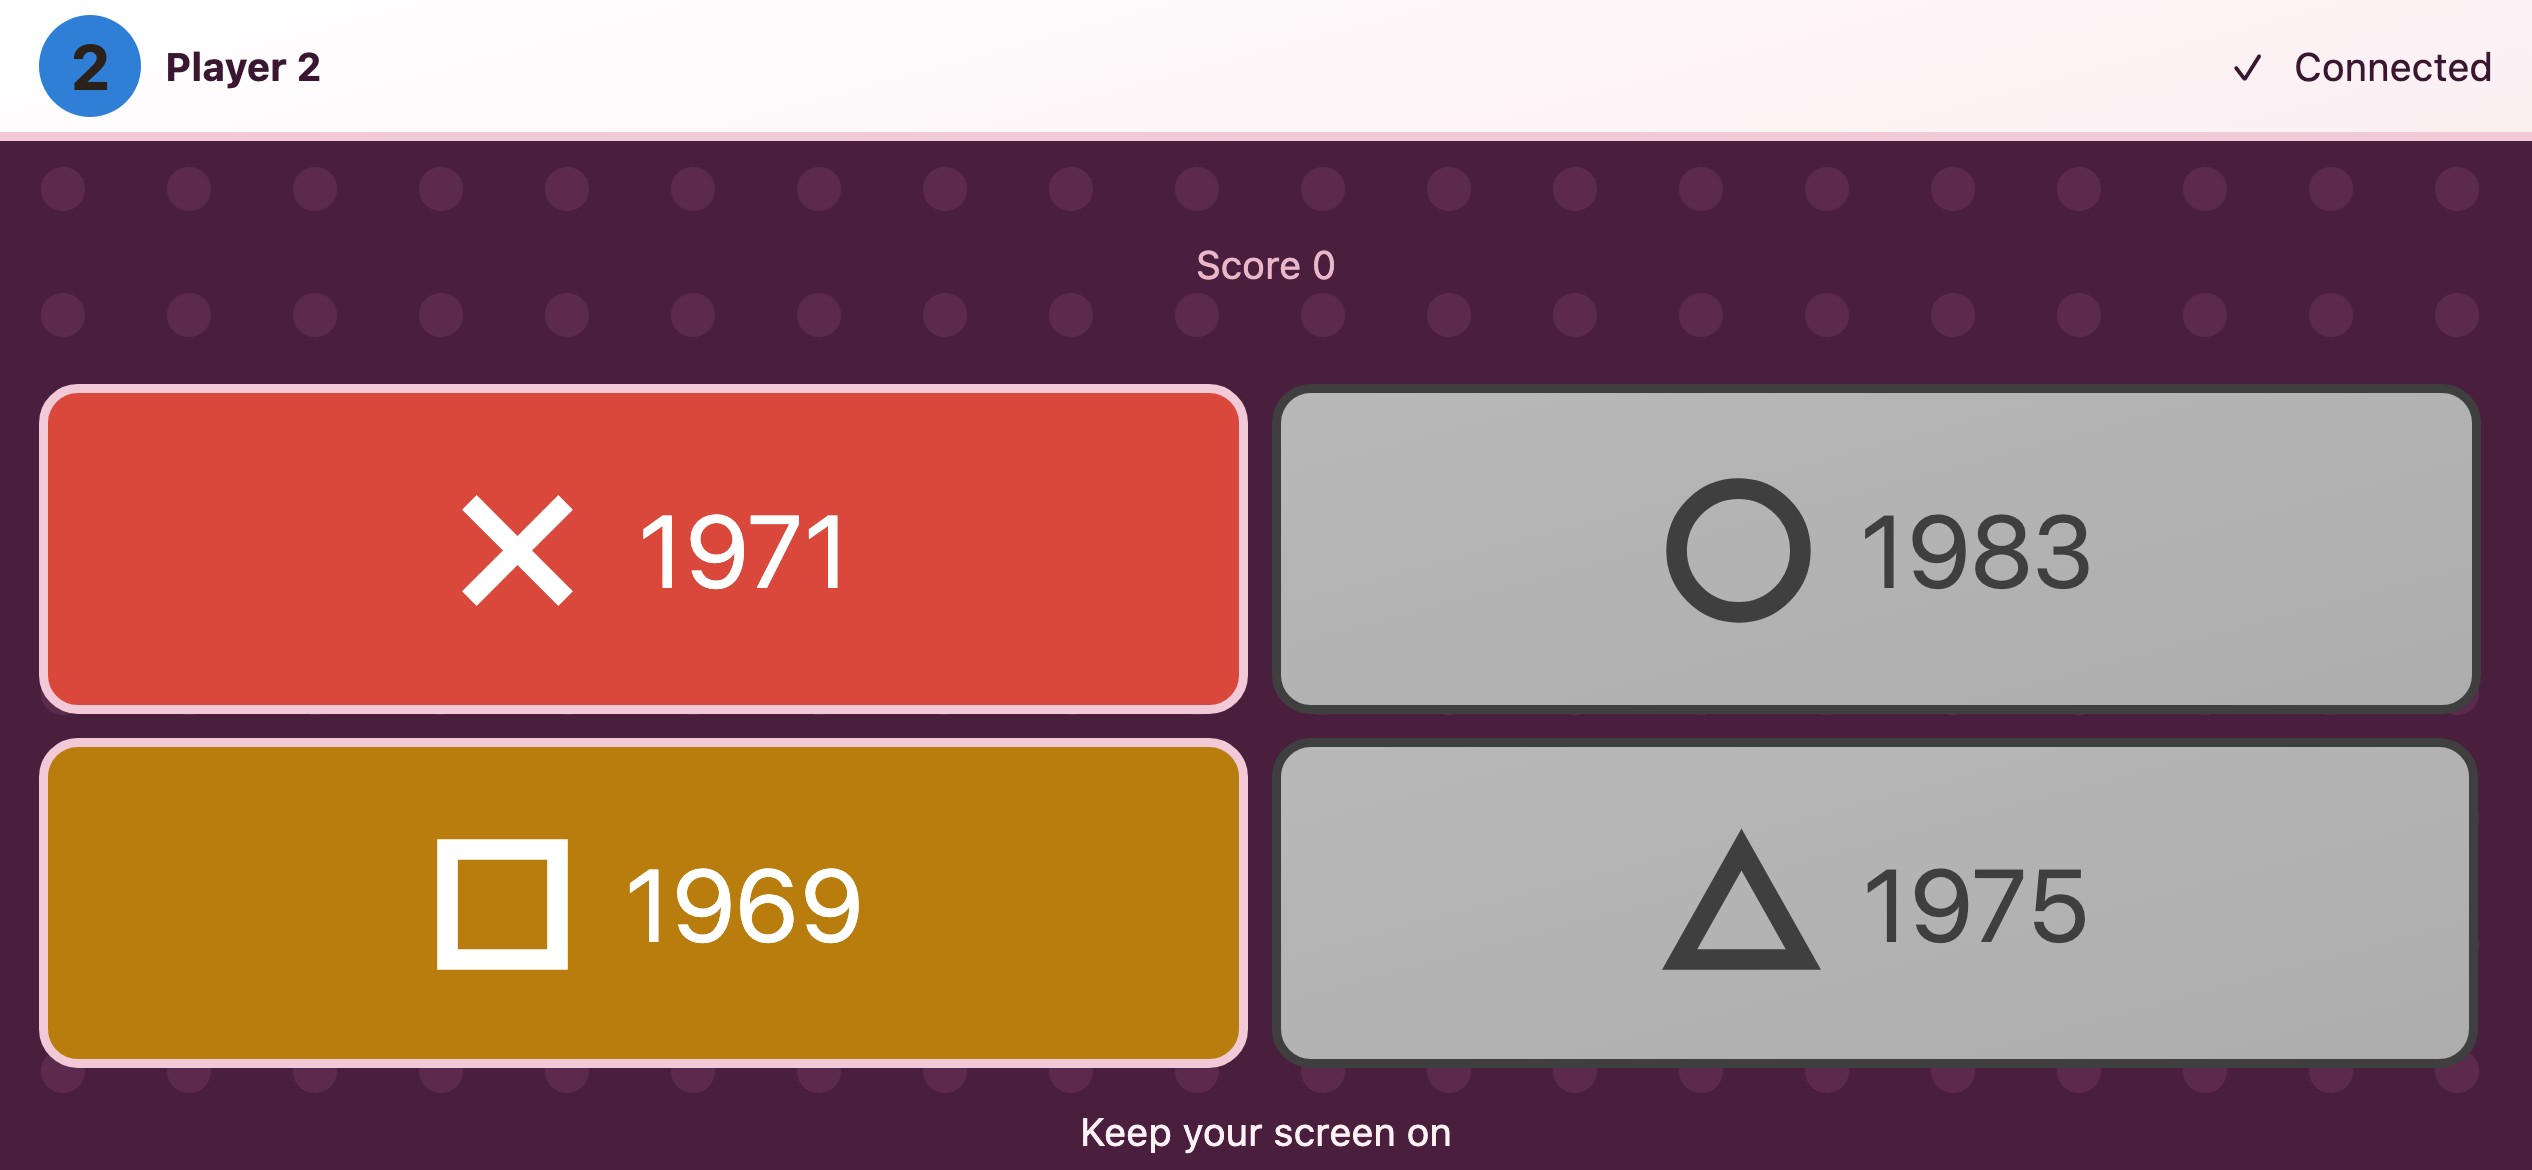 2 Player 2
✓ Connected
Score 0
1971
1983
1969
1975
Keep your screen on